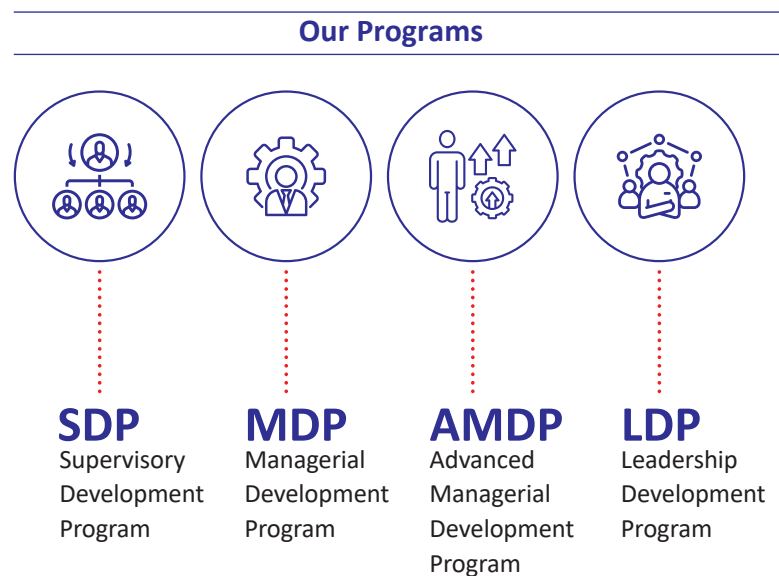 Our Programs
SDP
Supervisory
Development
Program
MDP
Managerial
Development
Program
AMDP
Advanced
Managerial
Development
Program
LDP
Leadership
Development
Program